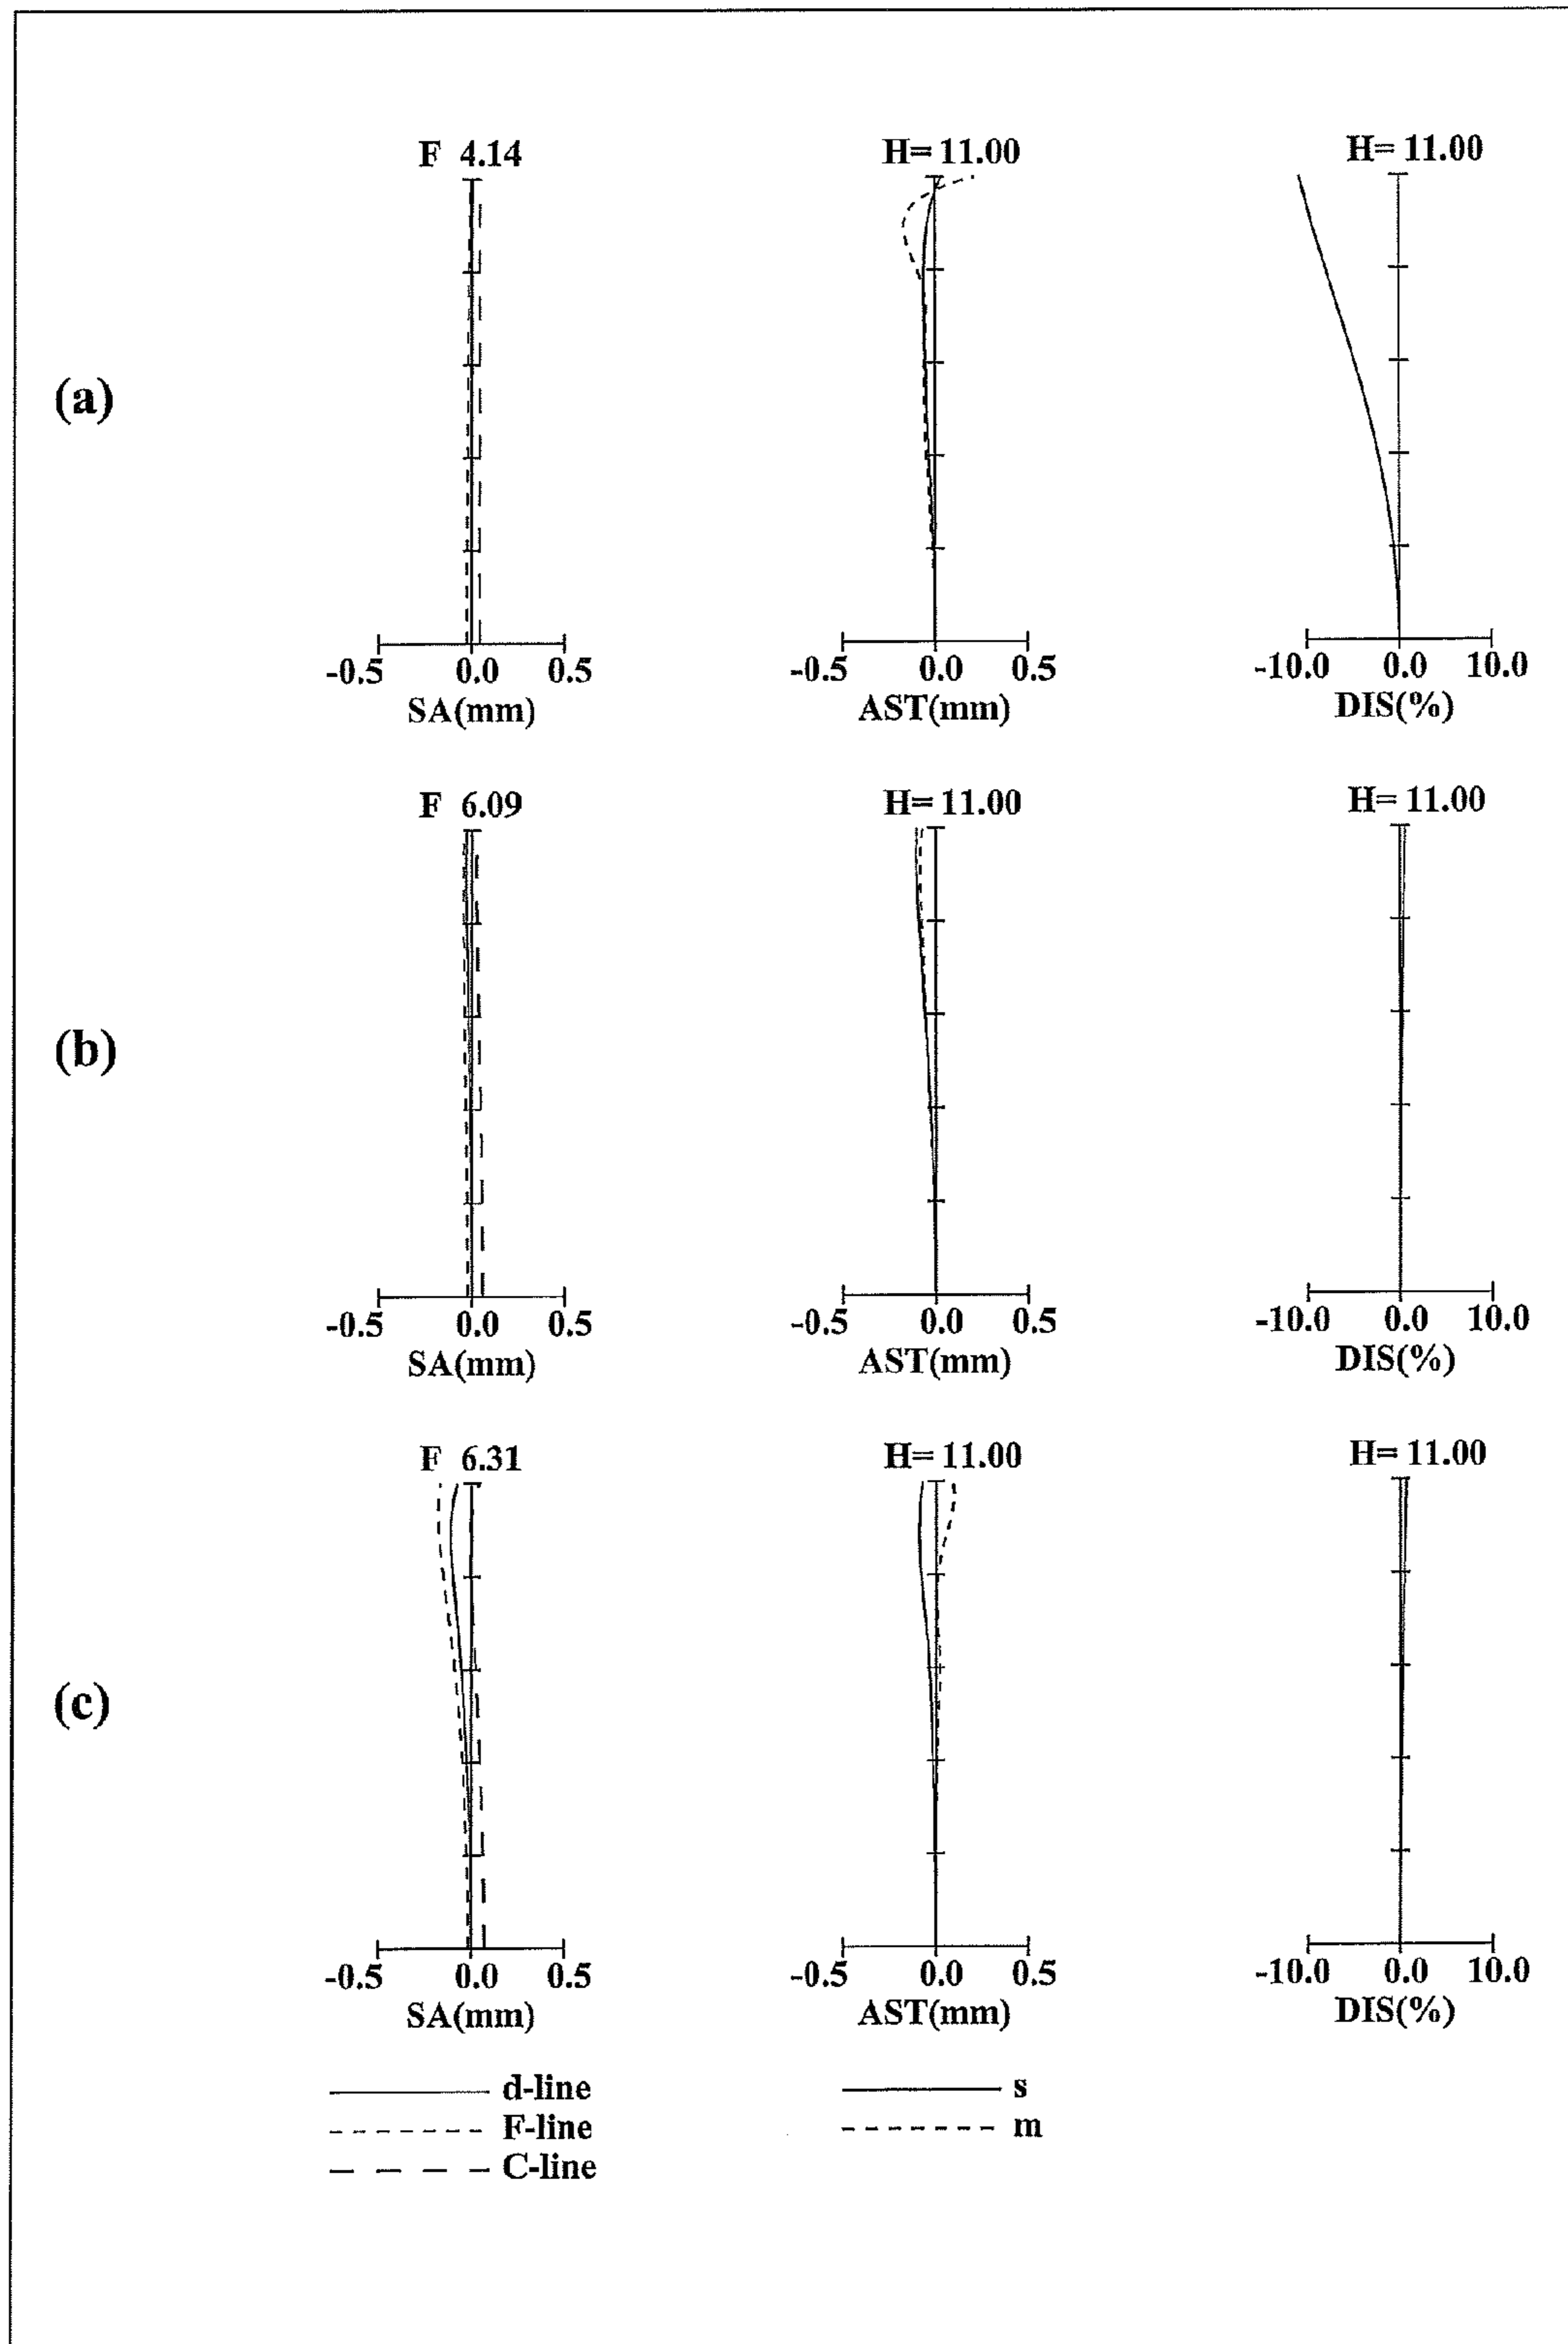 (a)
F 4.14
H= 11.00
H= 11.00
-0.5 0.0 0.5
SA(mm)
-0.5 0.0 0.5
AST(mm)
-10.0 0.0 10.0
DIS(%)
(b)
F 6.09
H= 11.00
H= 11.00
-0.5 0.0 0.5
SA(mm)
-0.5 0.0 0.5
AST(mm)
-10.0 0.0 10.0
DIS(%)
(c)
F 6.31
H= 11.00
H= 11.00
-0.5 0.0 0.5
SA(mm)
-0.5 0.0 0.5
AST(mm)
-10.0 0.0 10.0
DIS(%)
d-line
F-line
C-line
s
m